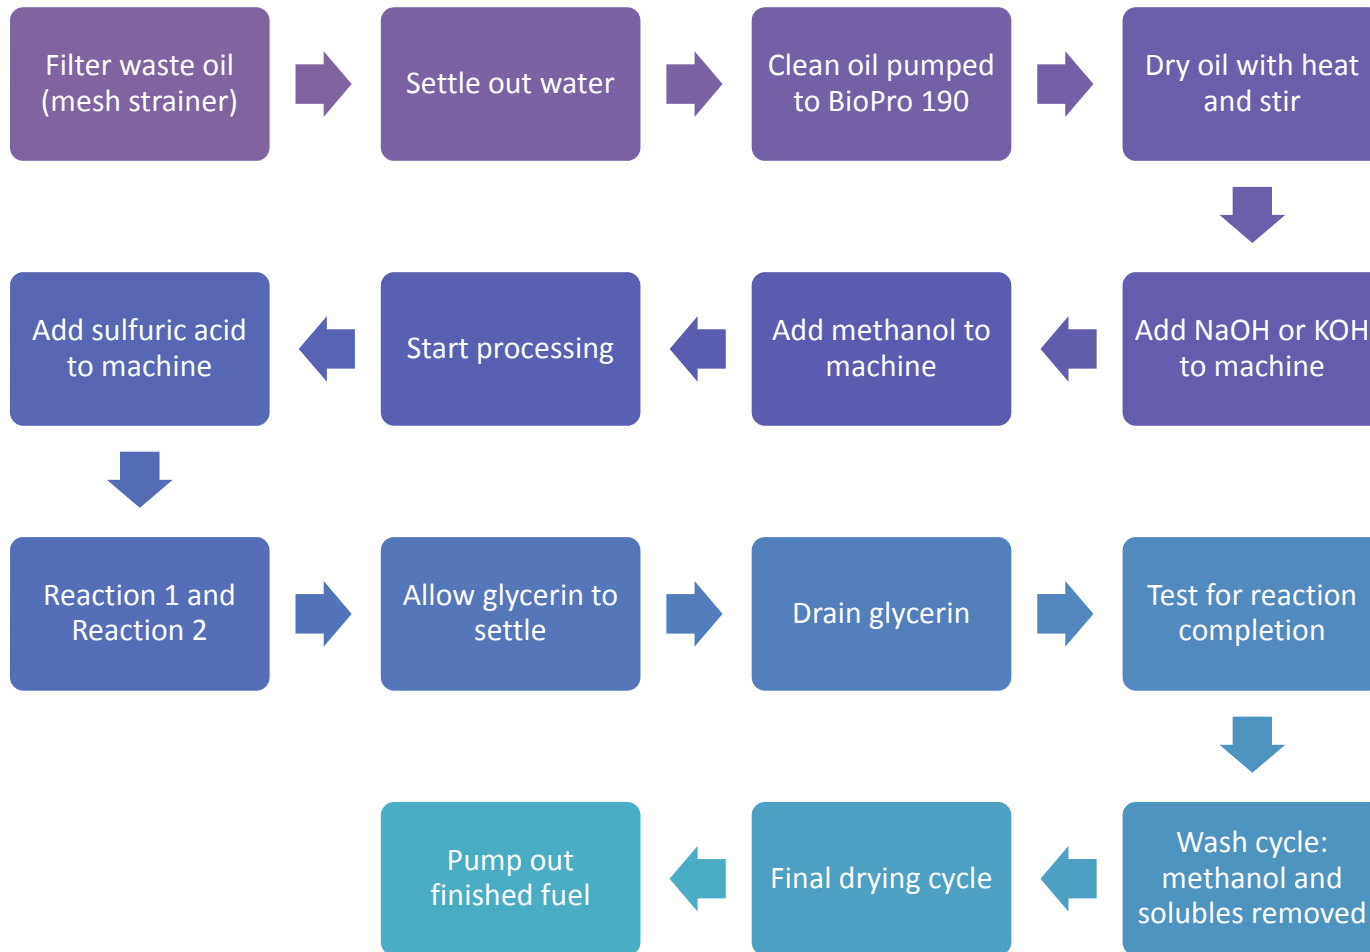 Filter waste oil
(mesh strainer)
Settle out water
Clean oil pumped
to BioPro 190
Dry oil with heat
and stir
Add NaOH or KOH
to machine
Add methanol to
machine
Start processing
Add sulfuric acid
to machine
Reaction 1 and
Reaction 2
Allow glycerin to
settle
Drain glycerin
Test for reaction
completion
Wash cycle:
methanol and
solubles removed
Final drying cycle
Pump out
finished fuel